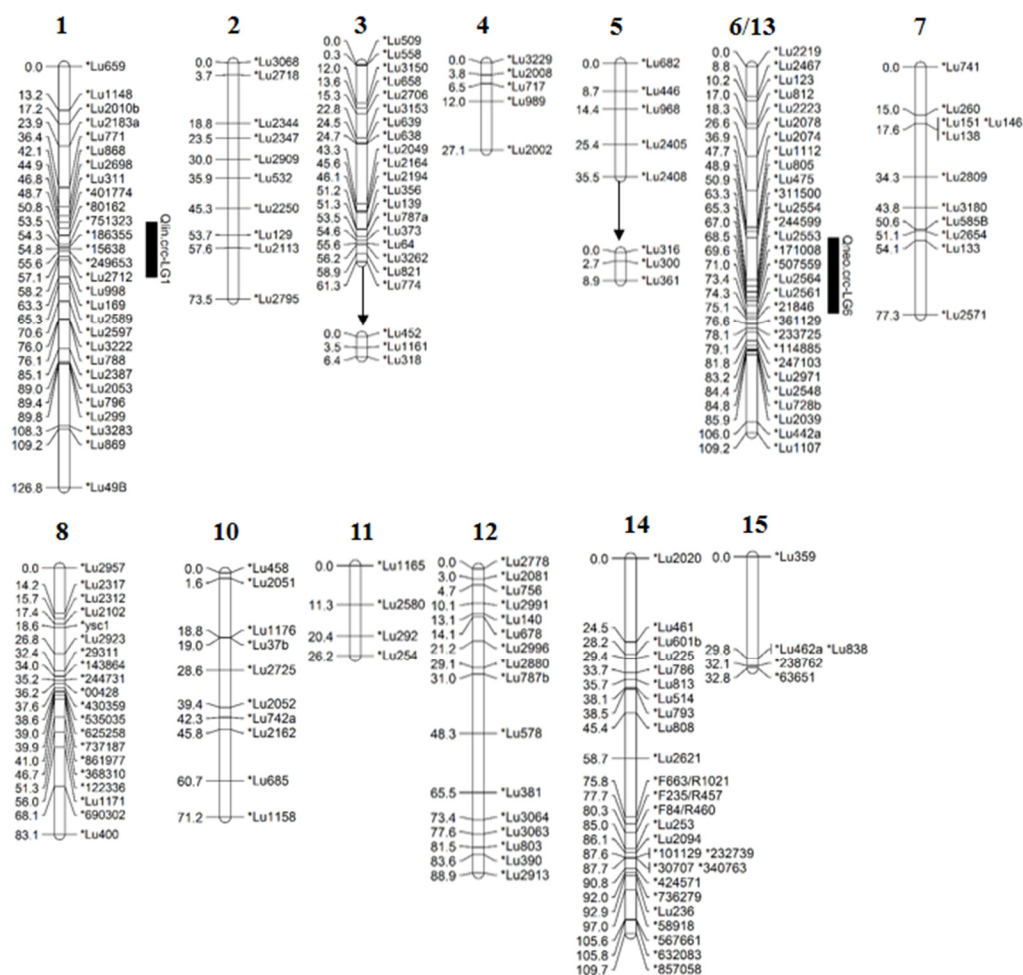 1
0.0 *Lu659
13.2 *Lu1148
17.2 *Lu2010b
23.9 *Lu2183a
36.4 *Lu771
42.1 *Lu868
44.9 *Lu2698
46.8 *Lu311
48.7 *401774
50.8 *80162
53.5 *751323
54.3 *186355
54.8 *15638
55.6 *249653
57.1 *Lu2712
58.2 *Lu998
63.3 *Lu169
65.3 *Lu2589
70.6 *Lu2597
76.0 *Lu3222
76.1 *Lu788
85.1 *Lu2387
89.0 *Lu2053
89.4 *Lu796
89.8 *Lu299
108.3 *Lu3283
109.2 *Lu869
126.8 *Lu49B
Qlin.crc-LG1
2
0.0 *Lu3068
3.7 *Lu2718
18.8 *Lu2344
23.5 *Lu2347
30.0 *Lu2909
35.9 *Lu532
45.3 *Lu2250
53.7 *Lu129
57.6 *Lu2113
73.5 *Lu2795
3
0.0 *Lu509
0.3 *Lu558
12.0 *Lu3150
13.6 *Lu658
15.3 *Lu2706
22.8 *Lu3153
24.5 *Lu639
24.7 *Lu638
43.3 *Lu2049
45.6 *Lu2164
46.1 *Lu2194
51.2 *Lu356
51.3 *Lu139
53.5 *Lu787a
54.6 *Lu373
55.6 *Lu64
56.2 *Lu3262
58.9 *Lu821
61.3 *Lu774
0.0 *Lu452
3.5 *Lu1161
6.4 *Lu318
4
0.0 *Lu3229
3.8 *Lu2008
6.5 *Lu717
12.0 *Lu989
27.1 *Lu2002
5
0.0 *Lu682
8.7 *Lu446
14.4 *Lu968
25.4 *Lu2405
35.5 *Lu2408
0.0 *Lu316
2.7 *Lu300
8.9 *Lu361
6/13
0.0 *Lu2219
8.8 *Lu2467
10.2 *Lu123
17.0 *Lu812
18.3 *Lu2223
26.6 *Lu2078
36.9 *Lu2074
47.7 *Lu1112
48.9 *Lu805
50.9 *Lu475
63.3 *311500
65.3 *Lu2554
67.0 *244599
68.5 *Lu2553
69.6 *171008
71.0 *507559
73.4 *Lu2564
74.3 *Lu2561
75.1 *21846
76.6 *361129
78.1 *233725
79.1 *114885
81.8 *247103
83.2 *Lu2971
84.4 *Lu2548
84.8 *Lu728b
85.9 *Lu2039
106.0 *Lu442a
109.2 *Lu1107
Qneo.crc-LG6
7
0.0 *Lu741
15.0 *Lu260
17.6 *Lu151 *Lu146
*Lu138
34.3 *Lu2809
43.8 *Lu3180
50.6 *Lu585B
51.1 *Lu2654
54.1 *Lu133
77.3 *Lu2571
8
0.0 *Lu2957
14.2 *Lu2317
15.7 *Lu2312
17.4 *Lu2102
18.6 *ysc1
26.8 *Lu2923
32.4 *29311
34.0 *143864
35.2 *244731
36.2 *00428
37.6 *430359
38.6 *535035
39.0 *625258
39.9 *737187
41.0 *861977
46.7 *368310
51.3 *122336
56.0 *Lu1171
68.1 *690302
83.1 *Lu400
10
0.0 *Lu458
1.6 *Lu2051
18.8 *Lu1176
19.0 *Lu37b
28.6 *Lu2725
39.4 *Lu2052
42.3 *Lu742a
45.8 *Lu2162
60.7 *Lu685
71.2 *Lu1158
11
0.0 *Lu1165
11.3 *Lu2580
20.4 *Lu292
26.2 *Lu254
12
0.0 *Lu2778
3.0 *Lu2081
4.7 *Lu756
10.1 *Lu2991
13.1 *Lu140
14.1 *Lu678
21.2 *Lu2996
29.1 *Lu2880
31.0 *Lu787b
48.3 *Lu578
65.5 *Lu381
73.4 *Lu3064
77.6 *Lu3063
81.5 *Lu803
83.6 *Lu390
88.9 *Lu2913
14
0.0 *Lu2020
24.5 *Lu461
28.2 *Lu601b
29.4 *Lu225
33.7 *Lu786
35.7 *Lu813
38.1 *Lu514
38.5 *Lu793
45.4 *Lu808
58.7 *Lu2621
75.8 *F663/R1021
77.7 *F235/R457
80.3 *F84/R460
85.0 *Lu253
86.1 *Lu2094
87.6 *101129 *232739
87.7 *30707 *340763
90.8 *424571
92.0 *736279
92.9 *Lu236
97.0 *58918
105.6 *567661
105.8 *632083
109.7 *857058
15
0.0 *Lu359
29.8 *Lu462a *Lu838
32.1 *238762
32.8 *63651